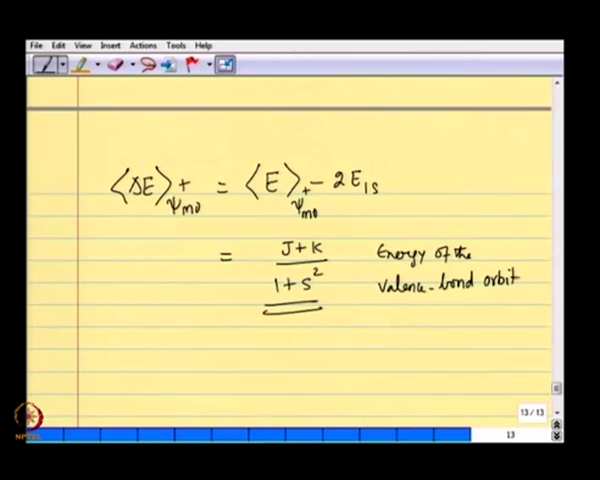 File Edit View Insert Actions Tools Help
⟨ΔE⟩⁺ψmo = ⟨E⟩⁺ψmo − 2E1s
= J+K / 1+s² Energy of the
valence-bond orbit
13/13
13
NPTEL